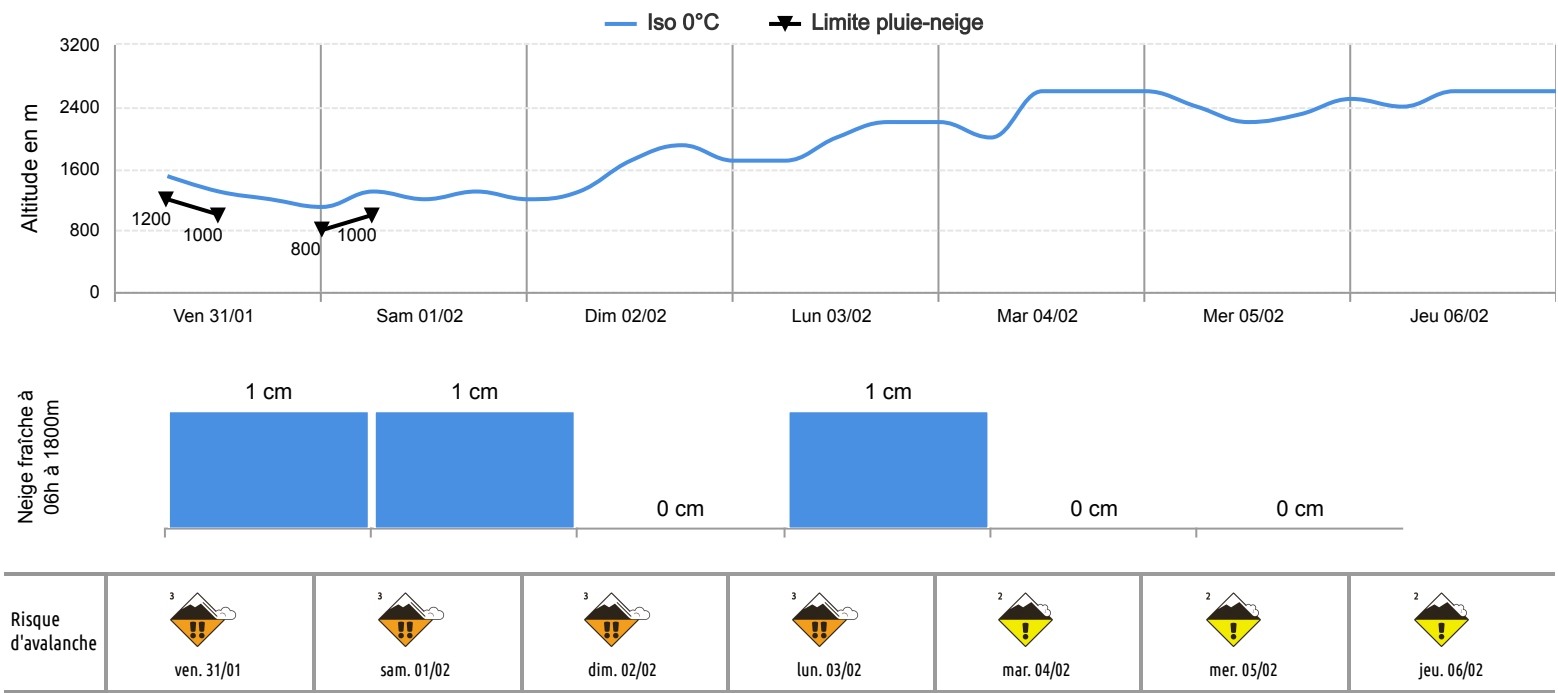 Iso 0°C Limite pluie-neige
Altitude en m
3200
2400
1600
800
0
1200
1000
800
1000
Ven 31/01 Sam 01/02 Dim 02/02 Lun 03/02 Mar 04/02 Mer 05/02 Jeu 06/02
Neige fraîche à
06h à 1800m
1 cm 1 cm 0 cm 1 cm 0 cm 0 cm
Risque
d'avalanche
3 3 3 3 2 2 2
!! !! !! !! ! ! !
ven. 31/01 sam. 01/02 dim. 02/02 lun. 03/02 mar. 04/02 mer. 05/02 jeu. 06/02